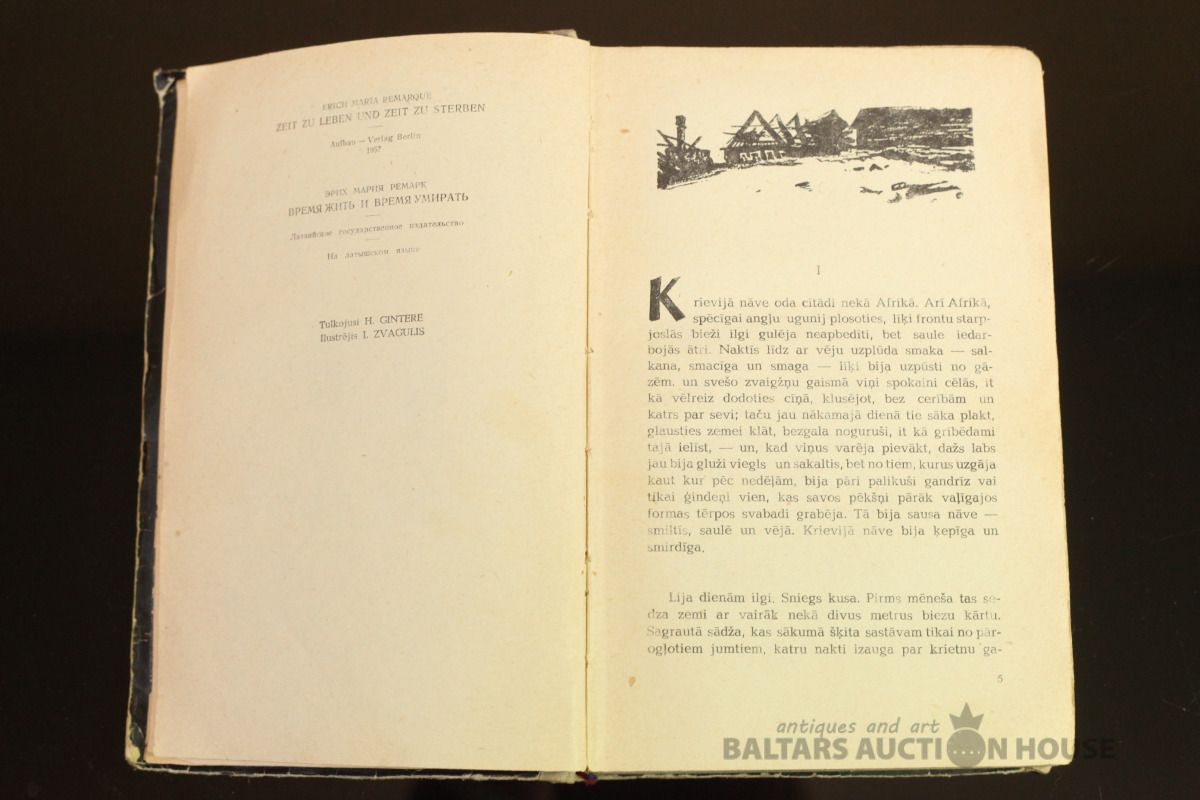 ERICH MARIA REMARQUE
ZEIT ZU LEBEN UND ZEIT ZU STERBEN
Aufbau — Verlag Berlin
1957
ЭРИХ МАРИЯ РЕМАРК
ВРЕМЯ ЖИТЬ И ВРЕМЯ УМИРАТЬ
Латвийское государственное издательство
На латышском языке
Tulkojusi H. GINTERE
Ilustrējis I. ZVAGULIS
I
Krievijā nāve oda citādi nekā Āfrikā. Arī Āfrikā,
spēcīgai angļu ugunij plosoties, līķi frontu starp-
joslās bieži ilgi gulēja neapbedīti, bet saule iedar-
bojās ātri. Naktīs līdz ar vēju uzplūda smaka — sal-
kana, smacīga un smaga — līķi bija uzpūsti no gā-
zēm, un svešo zvaigžņu gaismā viņi spokaini cēlās, it
kā vēlreiz dodoties cīņā, klusējot, bez cerībām un
katrs par sevi; taču jau nākamajā dienā tie sāka plakt,
glausties zemei klāt, bezgala noguruši, it kā gribēdami
tajā ielīst, — un, kad viņus varēja pievākt, dažs labs
jau bija gluži viegls un sakaltis, bet no tiem, kurus uzgāja
kaut kur pēc nedēļām, bija pāri palikuši gandrīz vai
tikai ģindeņi vien, kas savos pēkšņi pārāk vaļīgajos
formas tērpos svabadi grabēja. Tā bija sausa nāve —
smiltīs, saulē un vējā. Krievijā nāve bija ķepīga un
smirdīga.
Lija dienām ilgi. Sniegs kusa. Pirms mēneša tas se-
dza zemi ar vairāk nekā divus metrus biezu kārtu.
Sagrautā sādža, kas sākumā šķita sastāvam tikai no pār-
ogļotiem jumtiem, katru nakti izauga par krietnu ga-
5
antiques and art
BALTARS AUCTION HOUSE